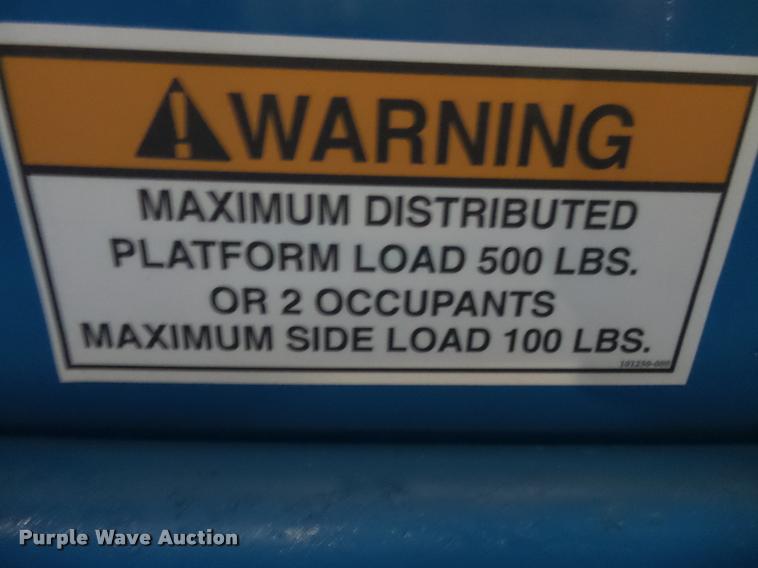 WARNING
MAXIMUM DISTRIBUTED
PLATFORM LOAD 500 LBS.
OR 2 OCCUPANTS
MAXIMUM SIDE LOAD 100 LBS.
Purple Wave Auction